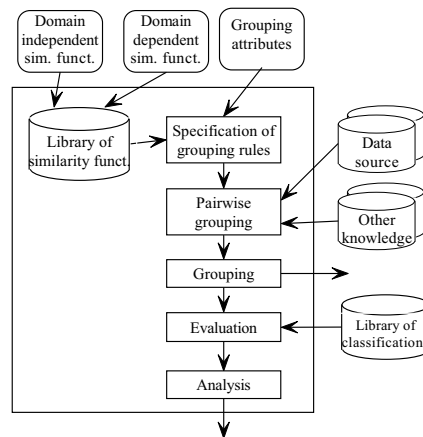 Domain
independent
sim. funct.
Domain
dependent
sim. funct.
Grouping
attributes
Library of
similarity funct.
Specification of
grouping rules
Data
source
Pairwise
grouping
Other
knowledge
Grouping
Evaluation
Library of
classification
Analysis